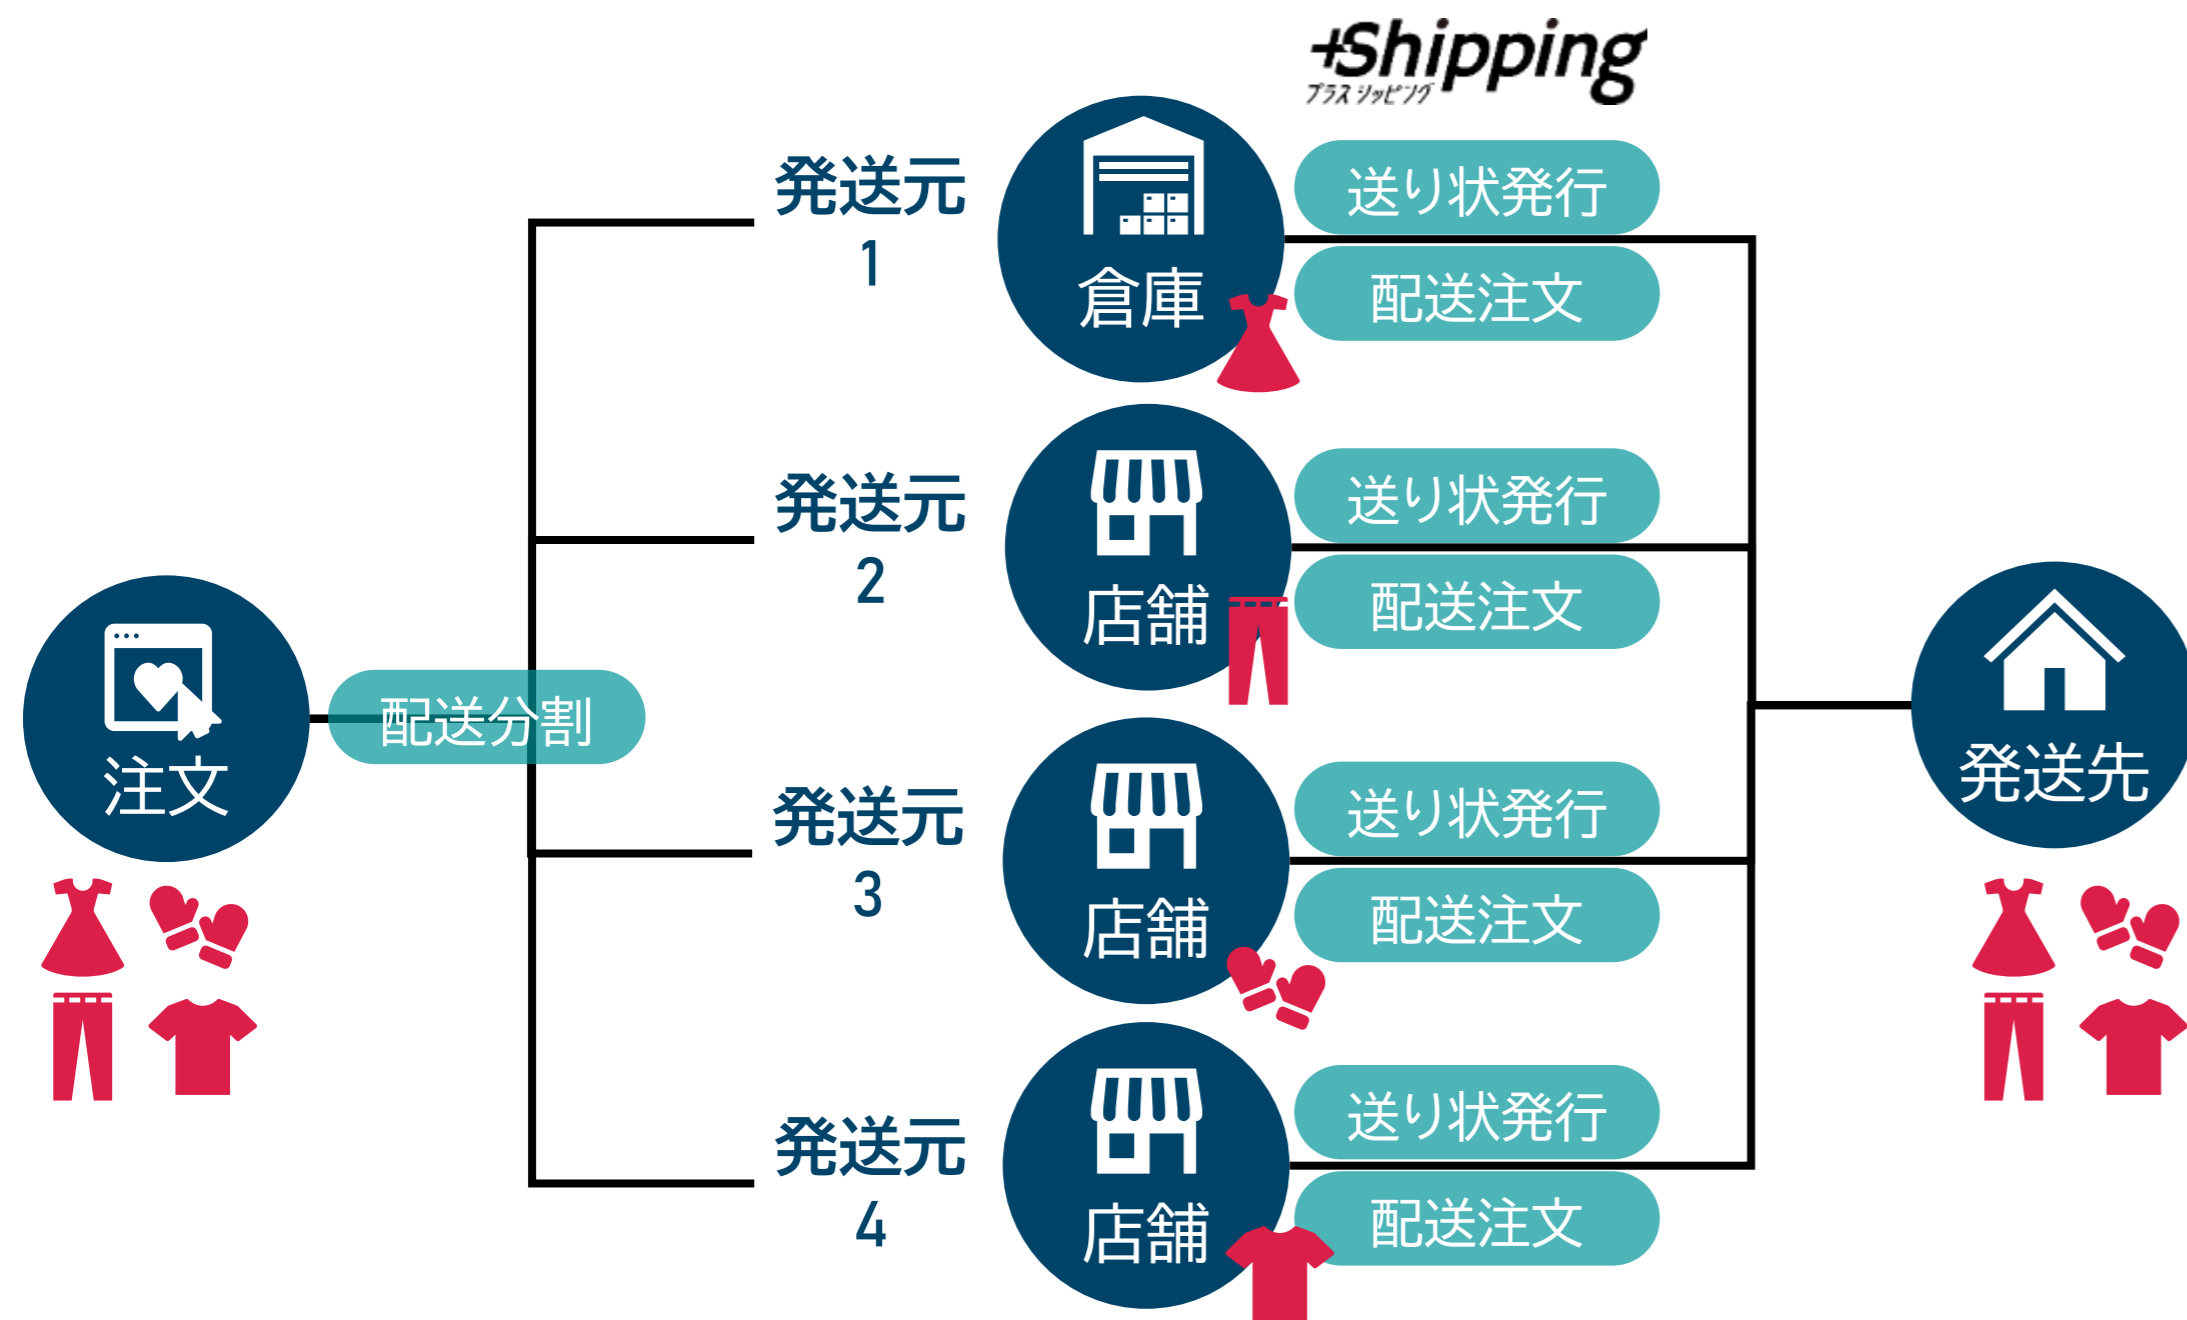 +Shipping
プラス シッピング
発送元
1
倉庫
送り状発行
配送注文
発送元
2
店舗
送り状発行
配送注文
注文
配送分割
発送先
発送元
3
店舗
送り状発行
配送注文
発送元
4
店舗
送り状発行
配送注文